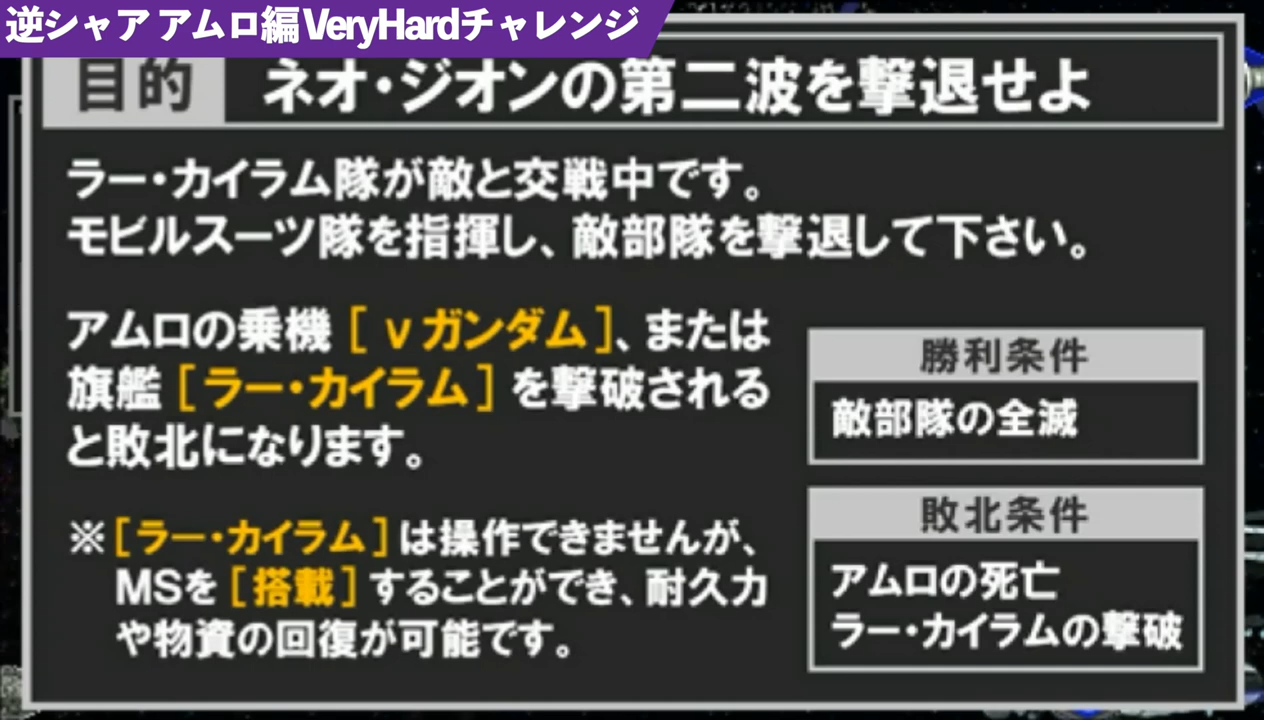 逆シャア アムロ編 VeryHardチャレンジ
目的
ネオ・ジオンの第二波を撃退せよ
ラー・カイラム隊が敵と交戦中です。
モビルスーツ隊を指揮し、敵部隊を撃退して下さい。
アムロの乗機［νガンダム］、または
旗艦［ラー・カイラム］を撃破される
と敗北になります。
※［ラー・カイラム］は操作できませんが、
MSを［搭載］することができ、耐久力
や物資の回復が可能です。
勝利条件
敵部隊の全滅
敗北条件
アムロの死亡
ラー・カイラムの撃破